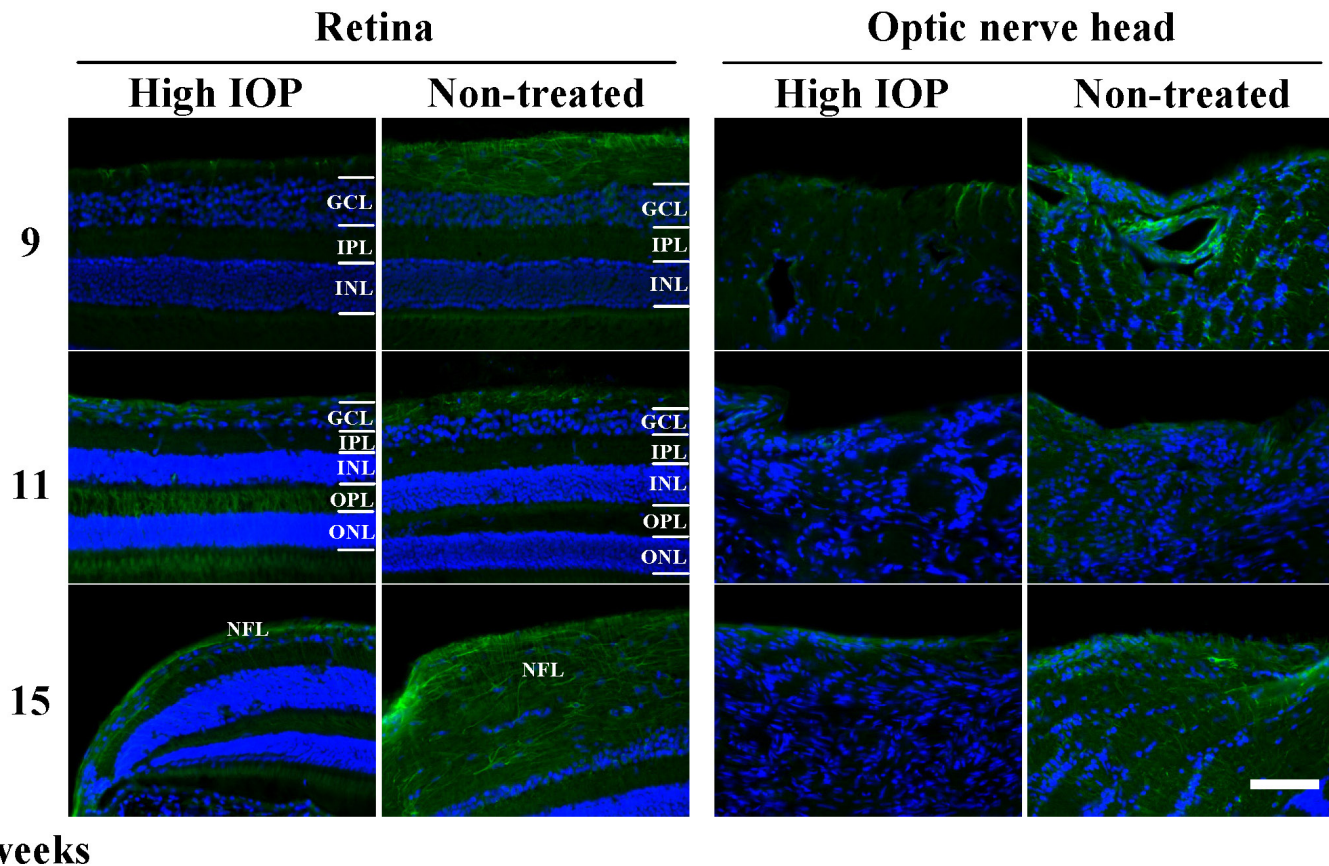 Retina Optic nerve head
High IOP Non-treated High IOP Non-treated
9
GCL
IPL
INL
GCL
IPL
INL
11
GCL
IPL
INL
OPL
ONL
GCL
IPL
INL
OPL
ONL
15
NFL
NFL
weeks